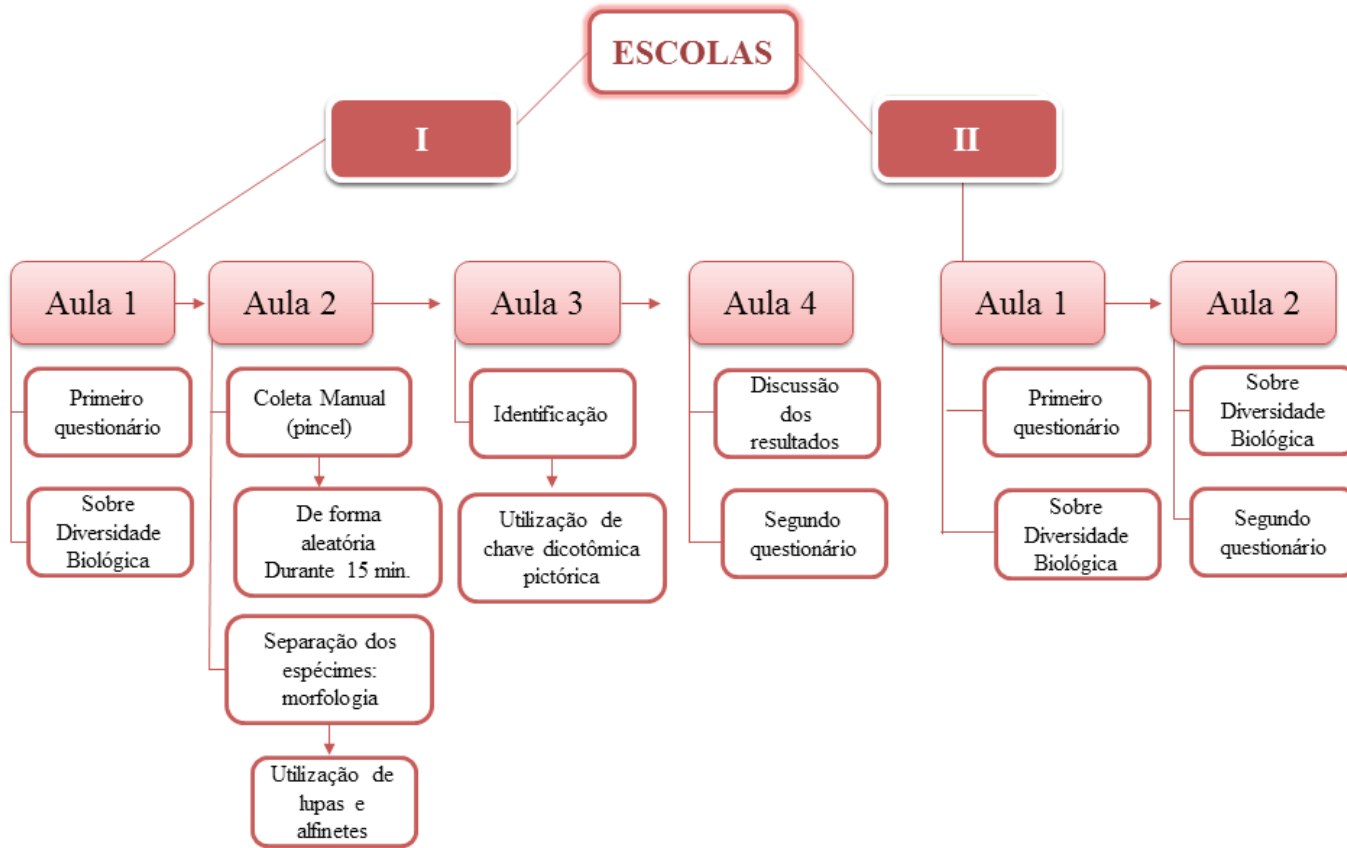 ESCOLAS
I
II
Aula 1
Aula 2
Aula 3
Aula 4
Aula 1
Aula 2
Primeiro
questionário
Sobre
Diversidade
Biológica
Coleta Manual
(pincel)
De forma
aleatória
Durante 15 min.
Separação dos
espécimes:
morfologia
Utilização de
lupas e
alfinetes
Identificação
Utilização de
chave dicotômica
pictórica
Discussão
dos
resultados
Segundo
questionário
Primeiro
questionário
Sobre
Diversidade
Biológica
Sobre
Diversidade
Biológica
Segundo
questionário